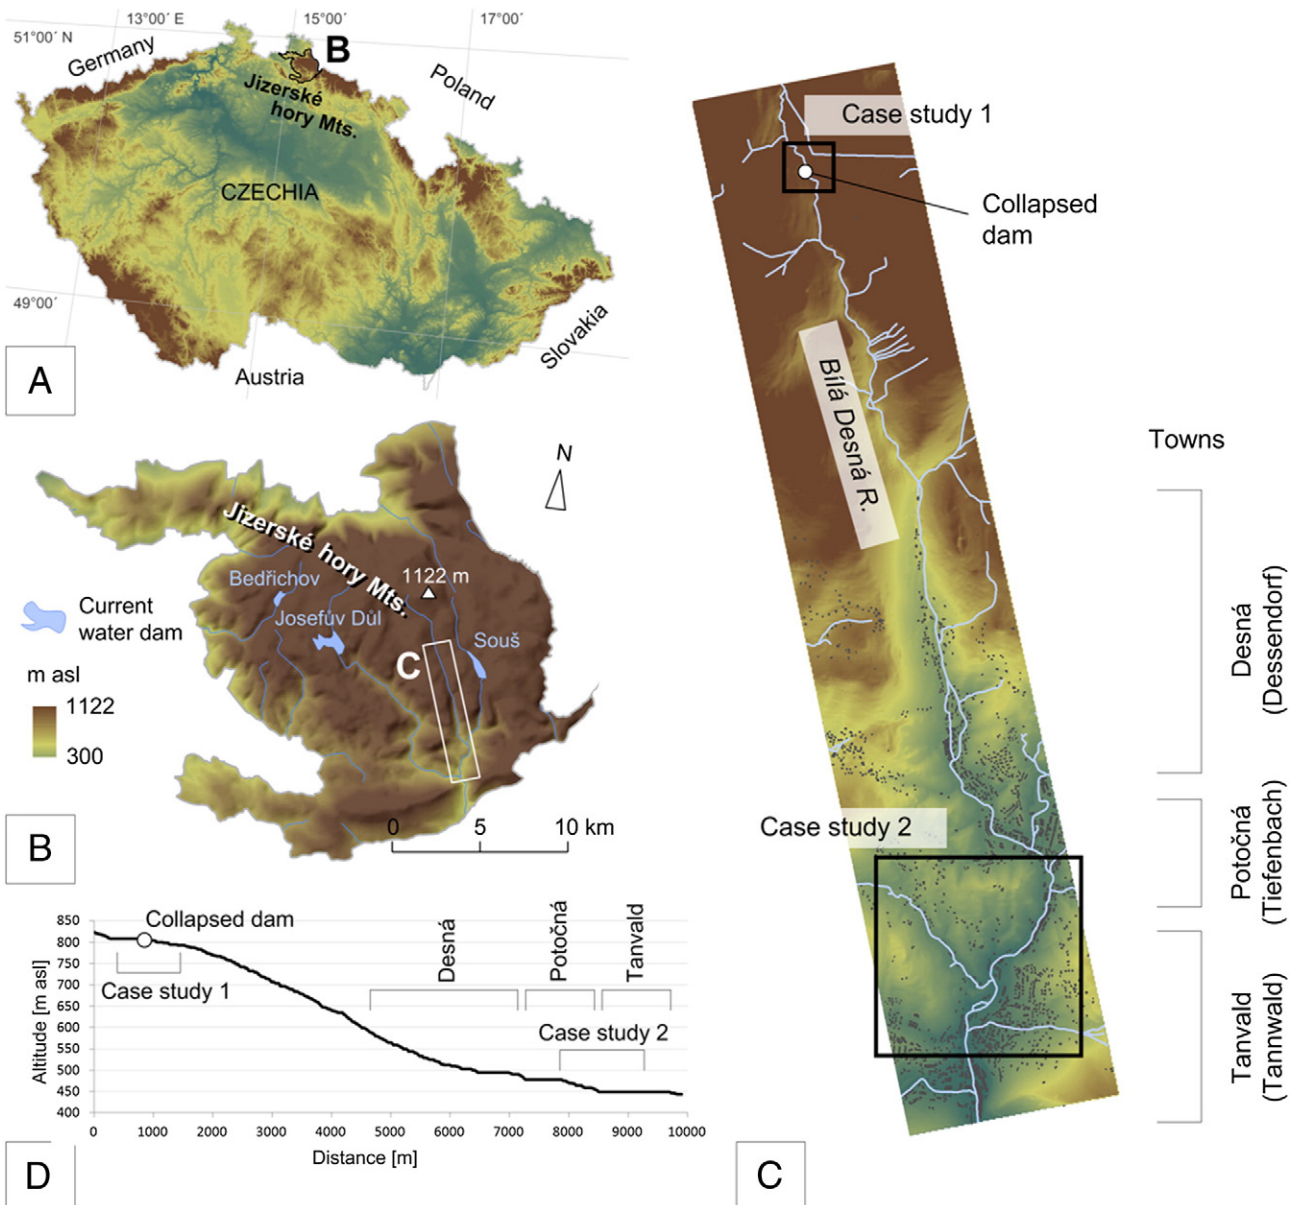 13°00´ E
15°00´
17°00´
51°00´ N
Germany
B
Poland
Jizerské
hory Mts.
CZECHIA
49°00´
Slovakia
Austria
A
N
Jizerské hory Mts.
Bedřichov
1122 m
Josefův Důl
Souš
Current
water dam
C
m asl
1122
300
0 5 10 km
B
Case study 1
Collapsed
dam
Bílá Desná R.
Towns
Desná
(Dessendorf)
Potočná
(Tiefenbach)
Case study 2
Tanvald
(Tannwald)
C
Altitude [m asl]
850
800
750
700
650
600
550
500
450
400
Collapsed dam
Case study 1
Desná
Potočná
Tanvald
Case study 2
0 1000 2000 3000 4000 5000 6000 7000 8000 9000 10000
Distance [m]
D